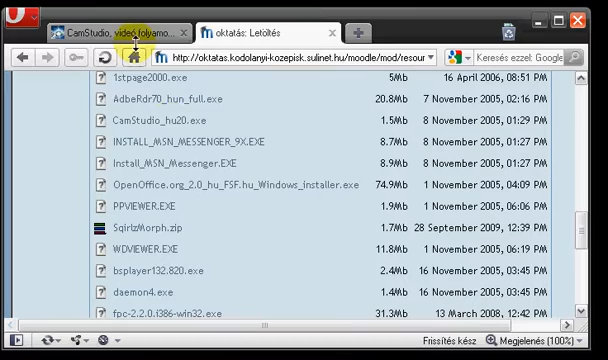 CamStudio, videó folyamo...
oktatás: Letöltés
http://oktatas.kodolanyi-kozepisk.sulinet.hu/moodle/mod/resour
Keresés ezzel: Google
1stpage2000.exe 5Mb 16 April 2006, 08:51 PM
AdbeRdr70_hun_full.exe 20.8Mb 7 November 2005, 02:16 PM
CamStudio_hu20.exe 1.5Mb 8 November 2005, 01:29 PM
INSTALL_MSN_MESSENGER_9X.EXE 8.7Mb 8 November 2005, 01:27 PM
Install_MSN_Messenger.EXE 8.9Mb 8 November 2005, 01:27 PM
OpenOffice.org_2.0_hu_FSF.hu_Windows_installer.exe 74.9Mb 1 November 2005, 04:09 PM
PPVIEWER.EXE 1.9Mb 1 November 2005, 06:06 PM
SqirlzMorph.zip 1.7Mb 28 September 2009, 12:39 PM
WDVIEWER.EXE 11.8Mb 1 November 2005, 06:19 PM
bsplayer132.820.exe 2.4Mb 16 November 2005, 03:45 PM
daemon4.exe 1.4Mb 16 November 2005, 03:45 PM
fpc-2.2.0.i386-win32.exe 31.3Mb 13 March 2008, 12:42 PM
Frissítés kész
Megjelenés (100%)